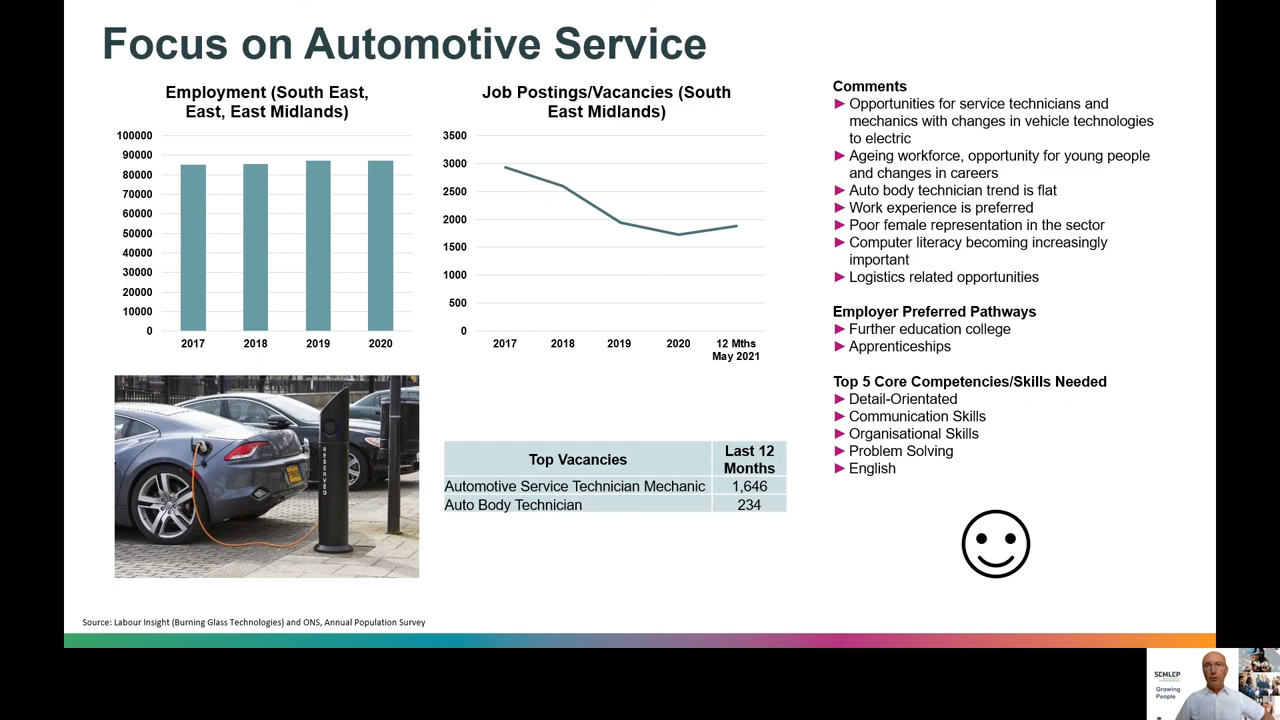 Focus on Automotive Service
Employment (South East,
East, East Midlands)
100000
90000
80000
70000
60000
50000
40000
30000
20000
10000
0
2017
2018
2019
2020
Job Postings/Vacancies (South
East Midlands)
3500
3000
2500
2000
1500
1000
500
0
2017
2018
2019
2020
12 Mths
May 2021
RESERVED
Top Vacancies
Last 12
Months
Automotive Service Technician Mechanic 1,646
Auto Body Technician 234
Comments
► Opportunities for service technicians and
mechanics with changes in vehicle technologies
to electric
► Ageing workforce, opportunity for young people
and changes in careers
► Auto body technician trend is flat
► Work experience is preferred
► Poor female representation in the sector
► Computer literacy becoming increasingly
important
► Logistics related opportunities
Employer Preferred Pathways
► Further education college
► Apprenticeships
Top 5 Core Competencies/Skills Needed
► Detail-Orientated
► Communication Skills
► Organisational Skills
► Problem Solving
► English
Source: Labour Insight (Burning Glass Technologies) and ONS, Annual Population Survey
SEMLEP
Growing
People